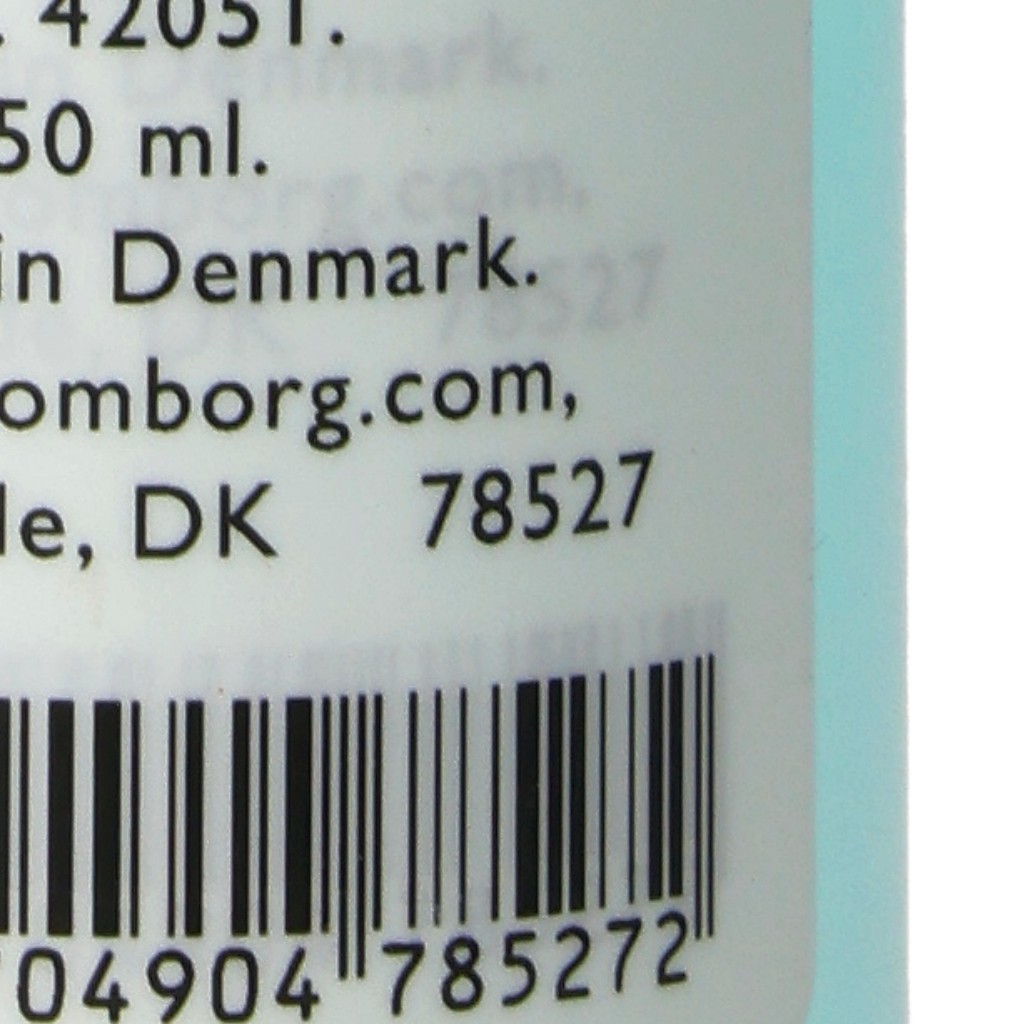 42051.
50 ml.
in Denmark.
omborg.com,
le, DK 78527
04904 785272